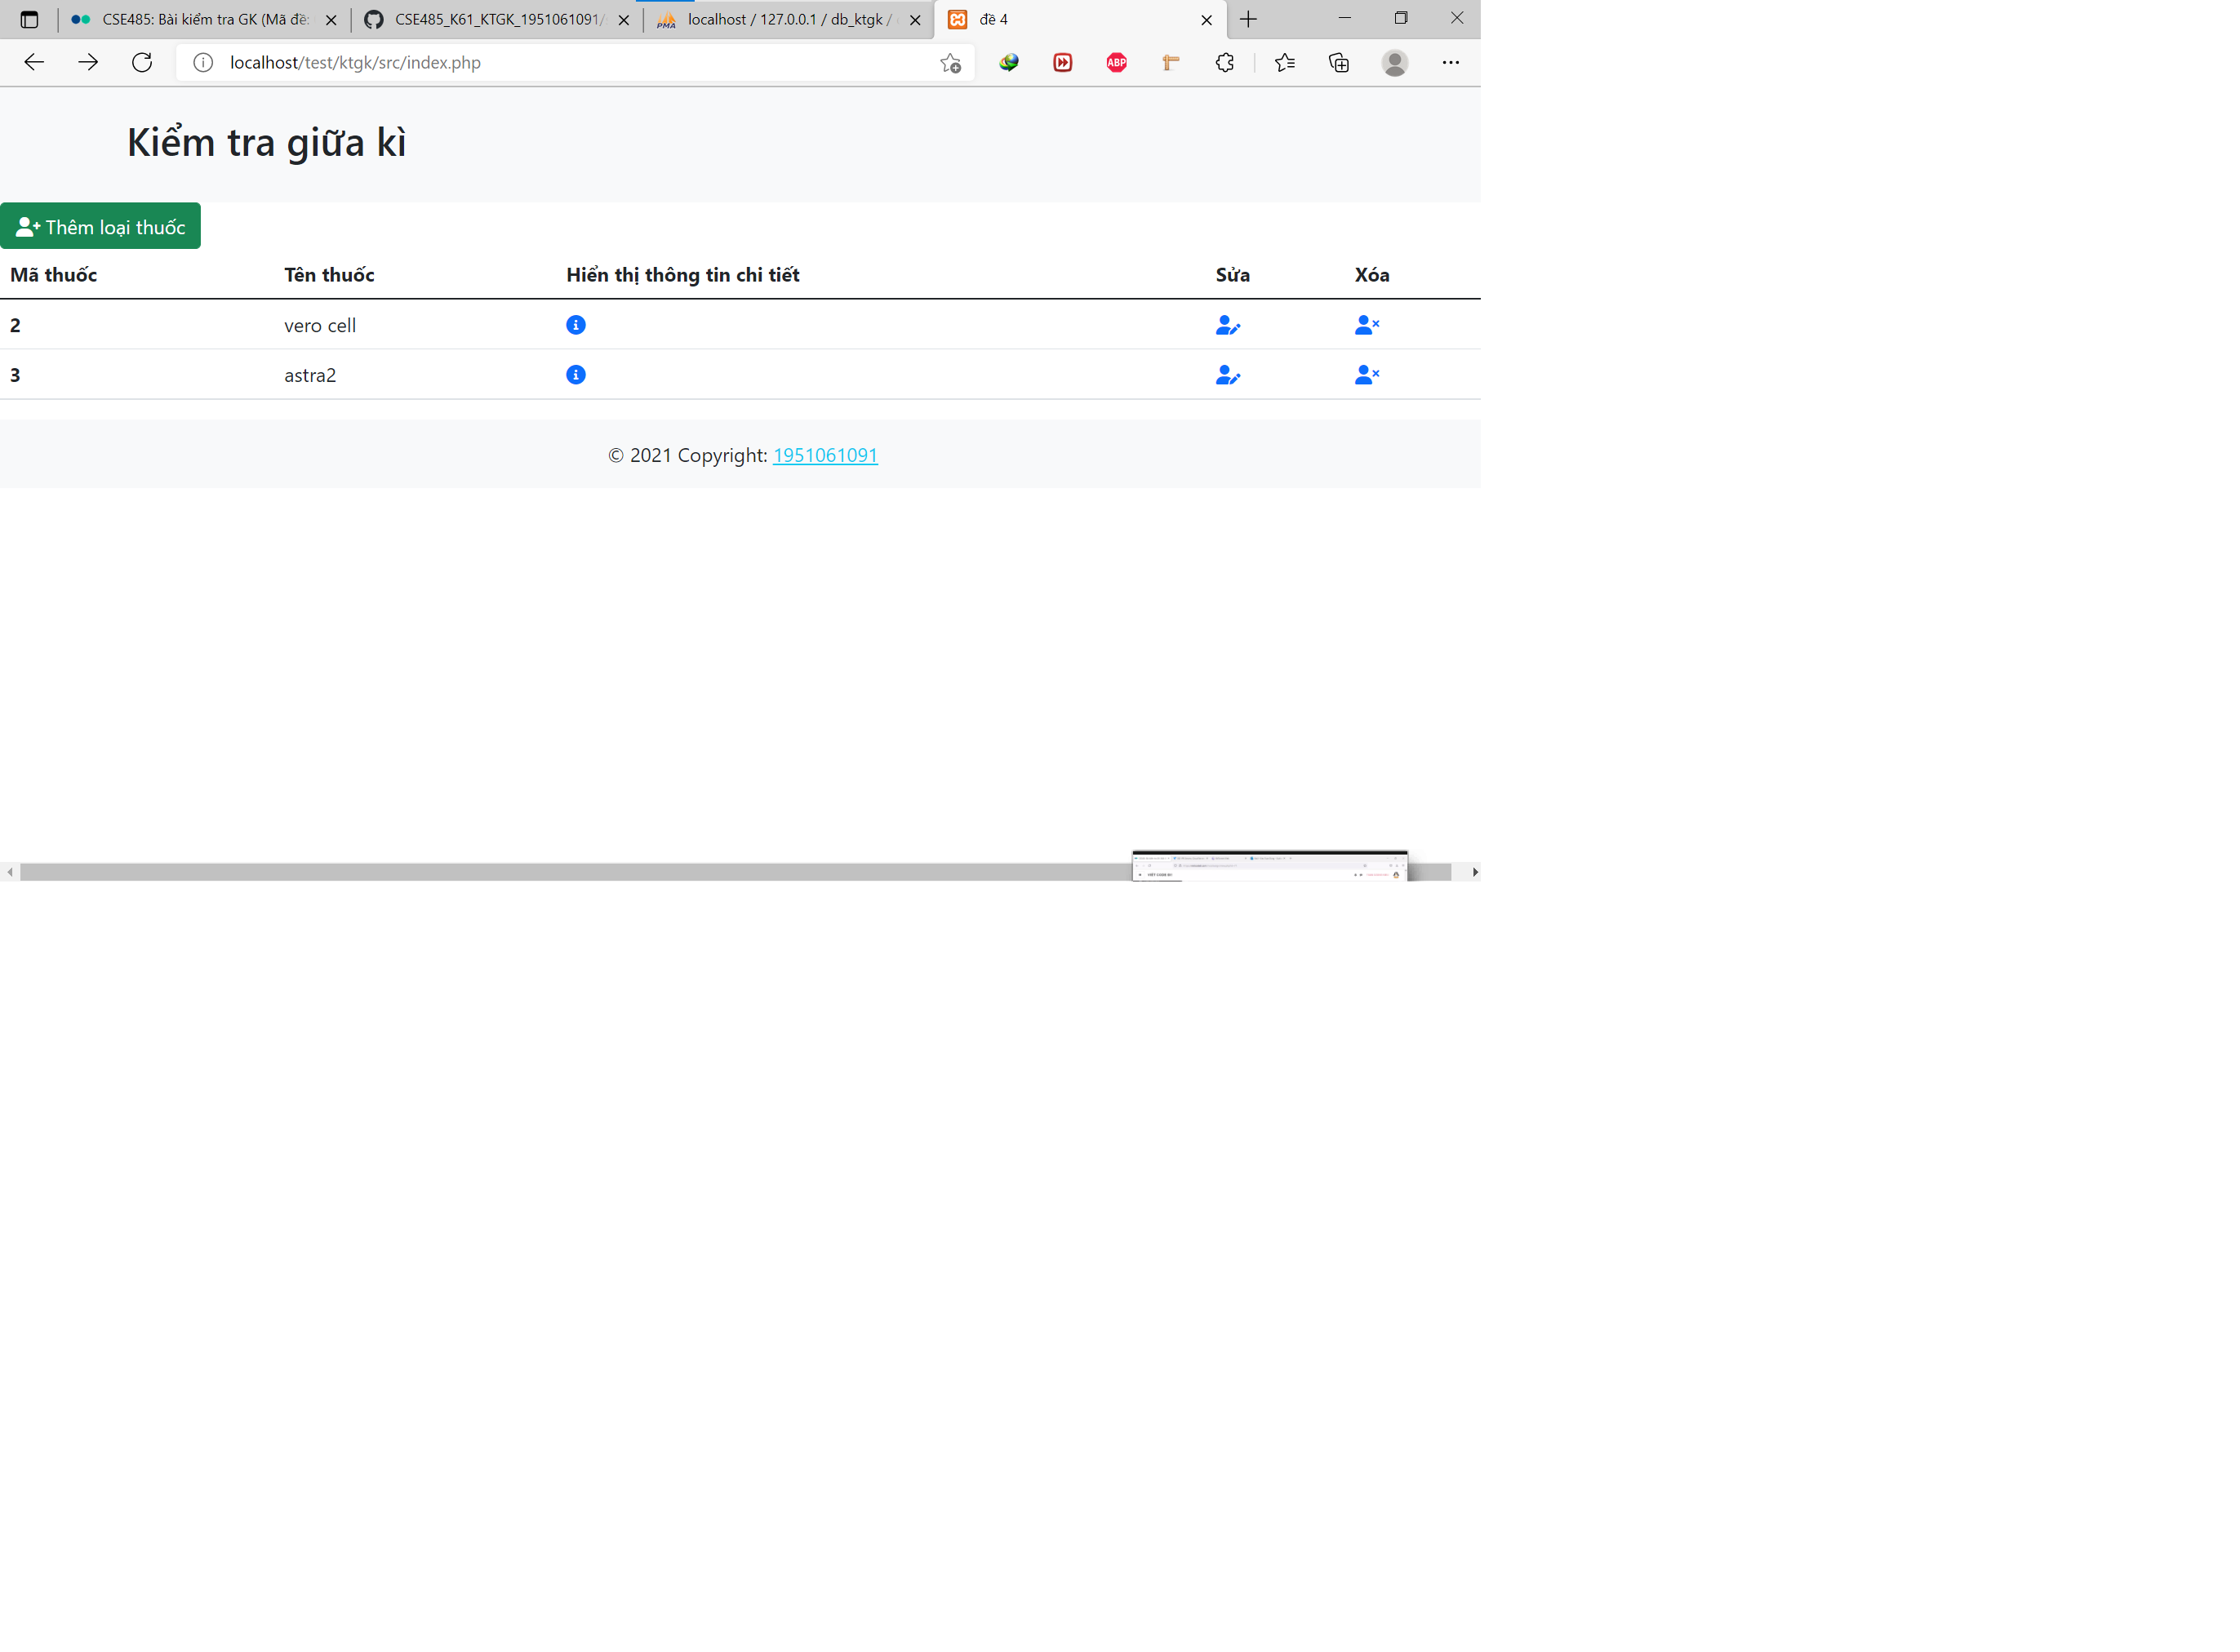 CSE485: Bài kiểm tra GK (Mã đề:
CSE485_K61_KTGK_1951061091/
PMA
localhost / 127.0.0.1 / db_ktgk /
đề 4
localhost/test/ktgk/src/index.php
ABP
Kiểm tra giữa kì
Thêm loại thuốc
Mã thuốc Tên thuốc Hiển thị thông tin chi tiết Sửa Xóa
2 vero cell
3 astra2
© 2021 Copyright: 1951061091